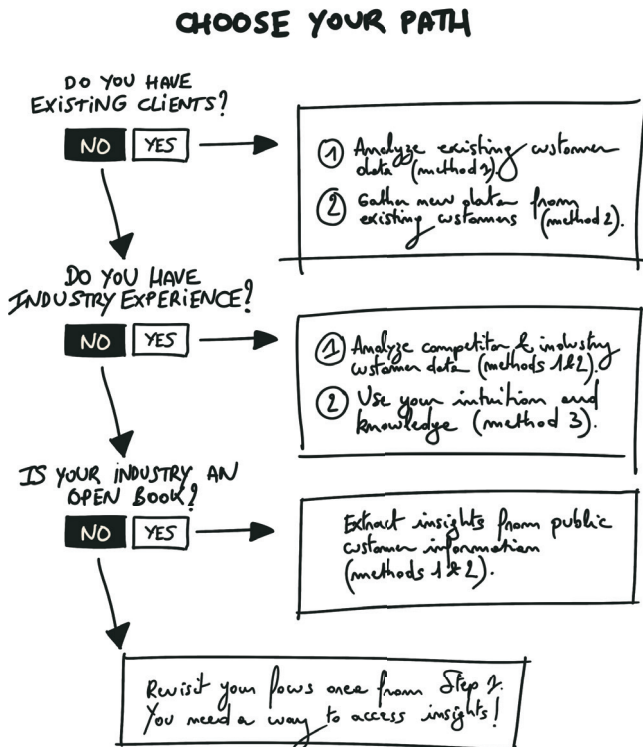 CHOOSE YOUR PATH
DO YOU HAVE
EXISTING CLIENTS?
NO YES
① Analyze existing customer
data (method 1).
② Gather new data from
existing customers (method 2).
DO YOU HAVE
INDUSTRY EXPERIENCE?
NO YES
① Analyze competitor & industry
customer data (methods 1&2).
② Use your intuition and
knowledge (method 3).
IS YOUR INDUSTRY AN
OPEN BOOK?
NO YES
Extract insights from public
customer information
(methods 1&2).
Revisit your focus area from Step 1.
You need a way to access insights!